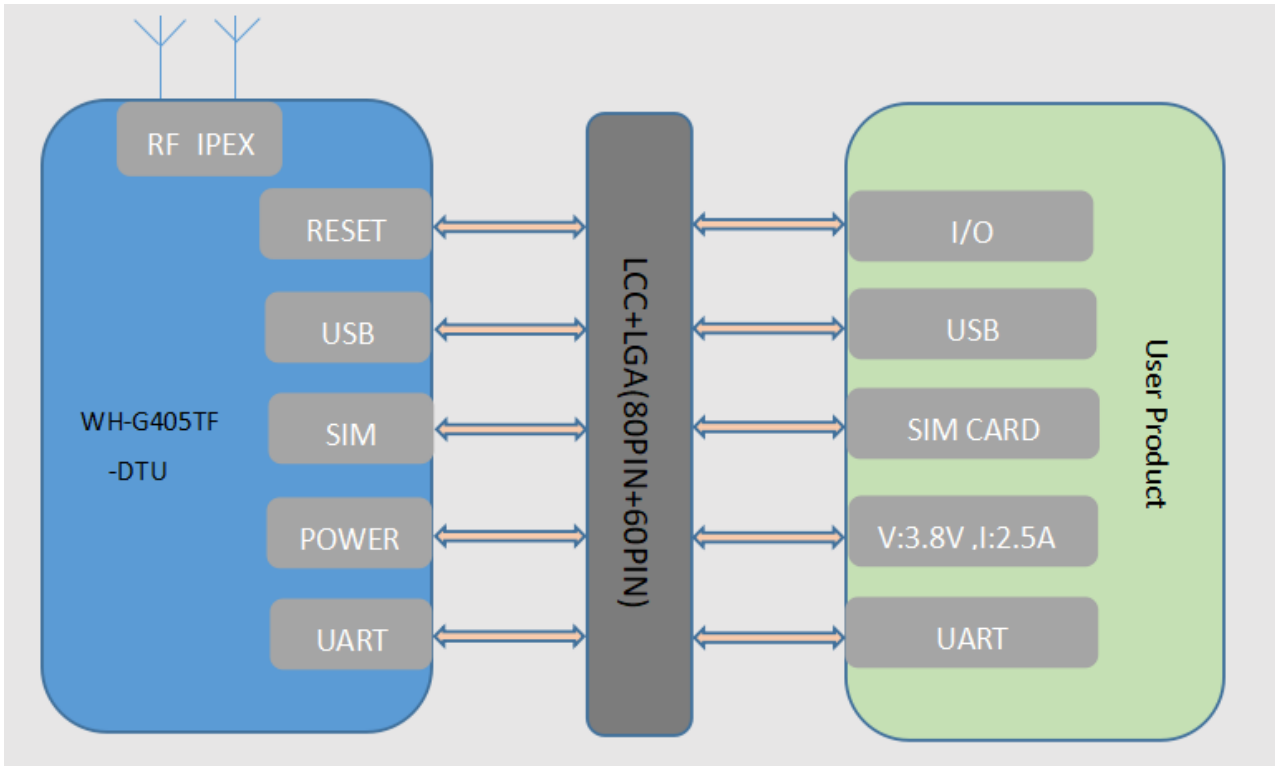 RF IPEX
RESET
USB
WH-G405TF
-DTU
SIM
POWER
UART
LCC+LGA(80PIN+60PIN)
I/O
USB
SIM CARD
V:3.8V ,I:2.5A
UART
User Product